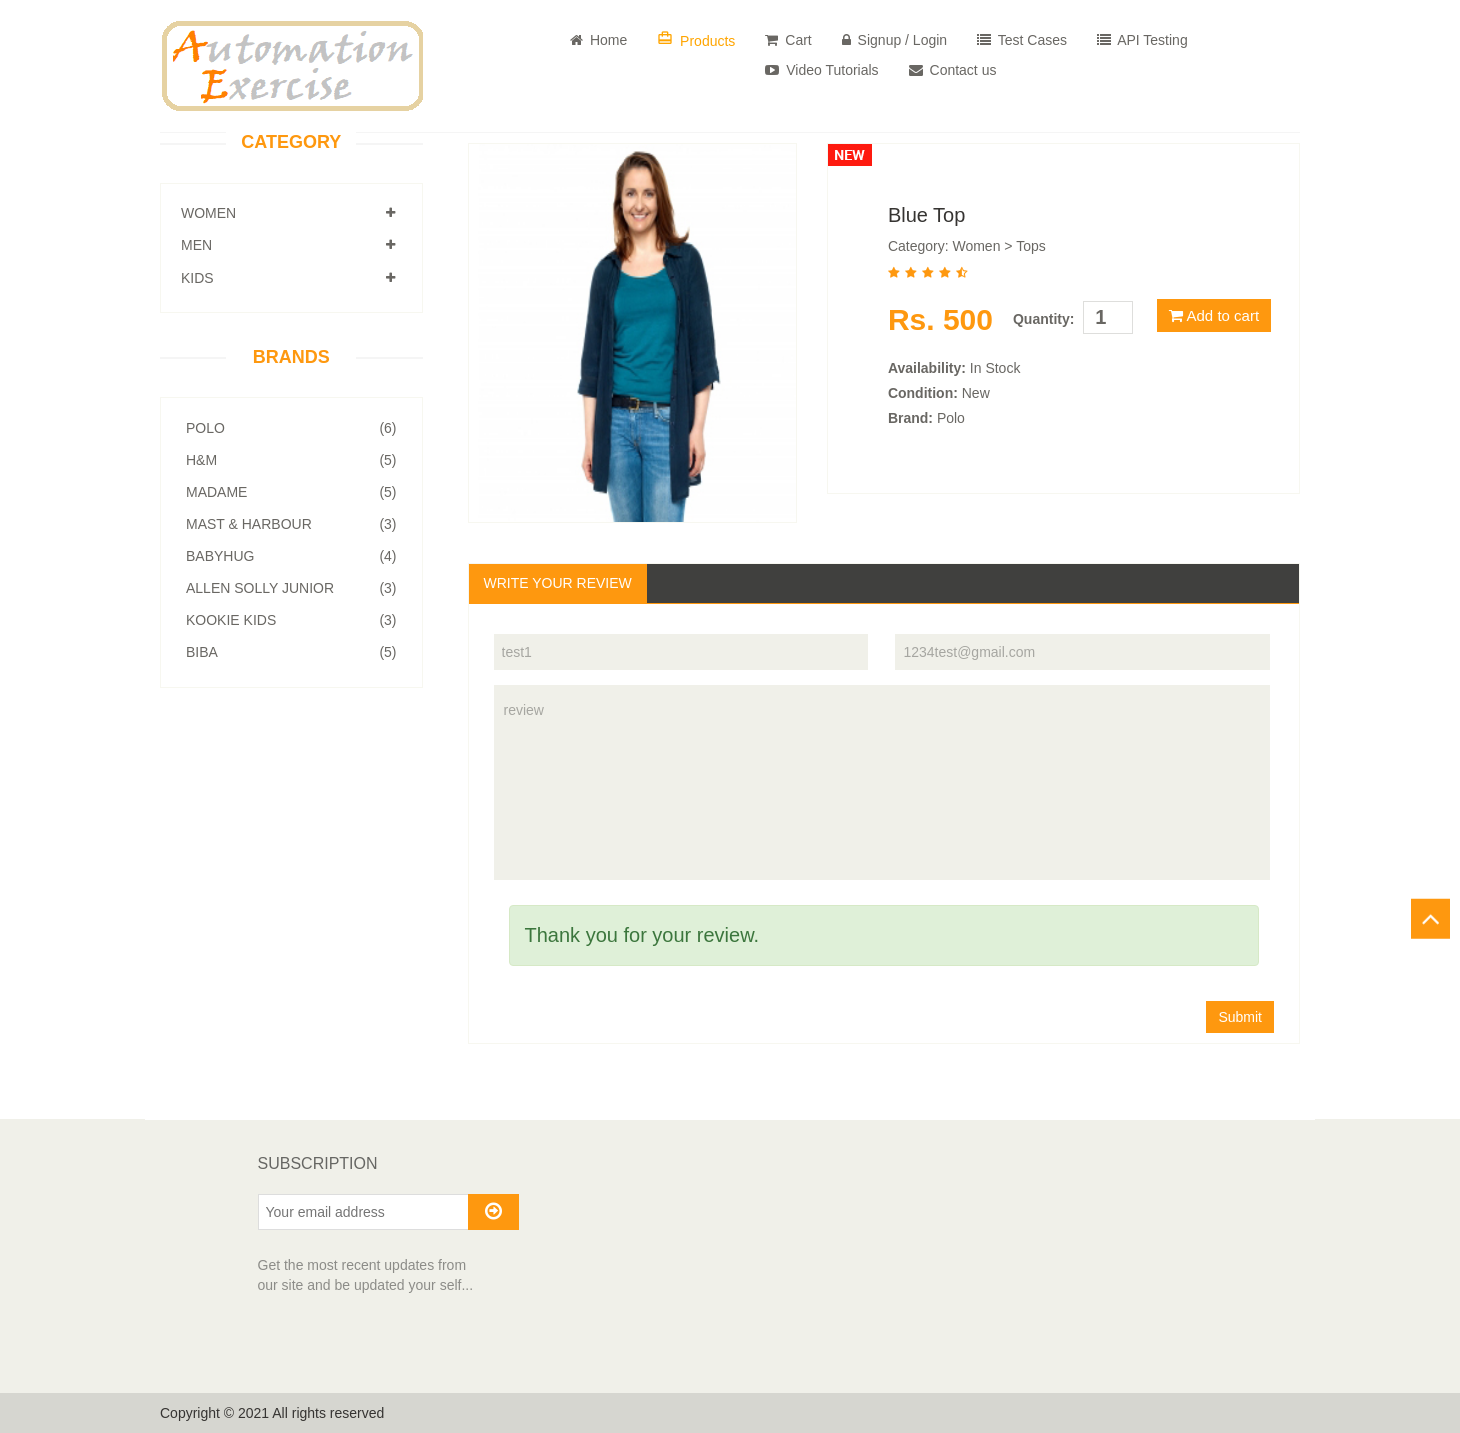 Automation
Exercise
Home
Products
Cart
Signup / Login
Test Cases
API Testing
Video Tutorials
Contact us
CATEGORY
WOMEN
MEN
KIDS
BRANDS
POLO (6)
H&M (5)
MADAME (5)
MAST & HARBOUR (3)
BABYHUG (4)
ALLEN SOLLY JUNIOR (3)
KOOKIE KIDS (3)
BIBA (5)
NEW
Blue Top
Category: Women > Tops
Rs. 500 Quantity: 1 Add to cart
Availability: In Stock
Condition: New
Brand: Polo
WRITE YOUR REVIEW
test1
1234test@gmail.com
review
Thank you for your review.
Submit
SUBSCRIPTION
Your email address
Get the most recent updates from
our site and be updated your self...
Copyright © 2021 All rights reserved